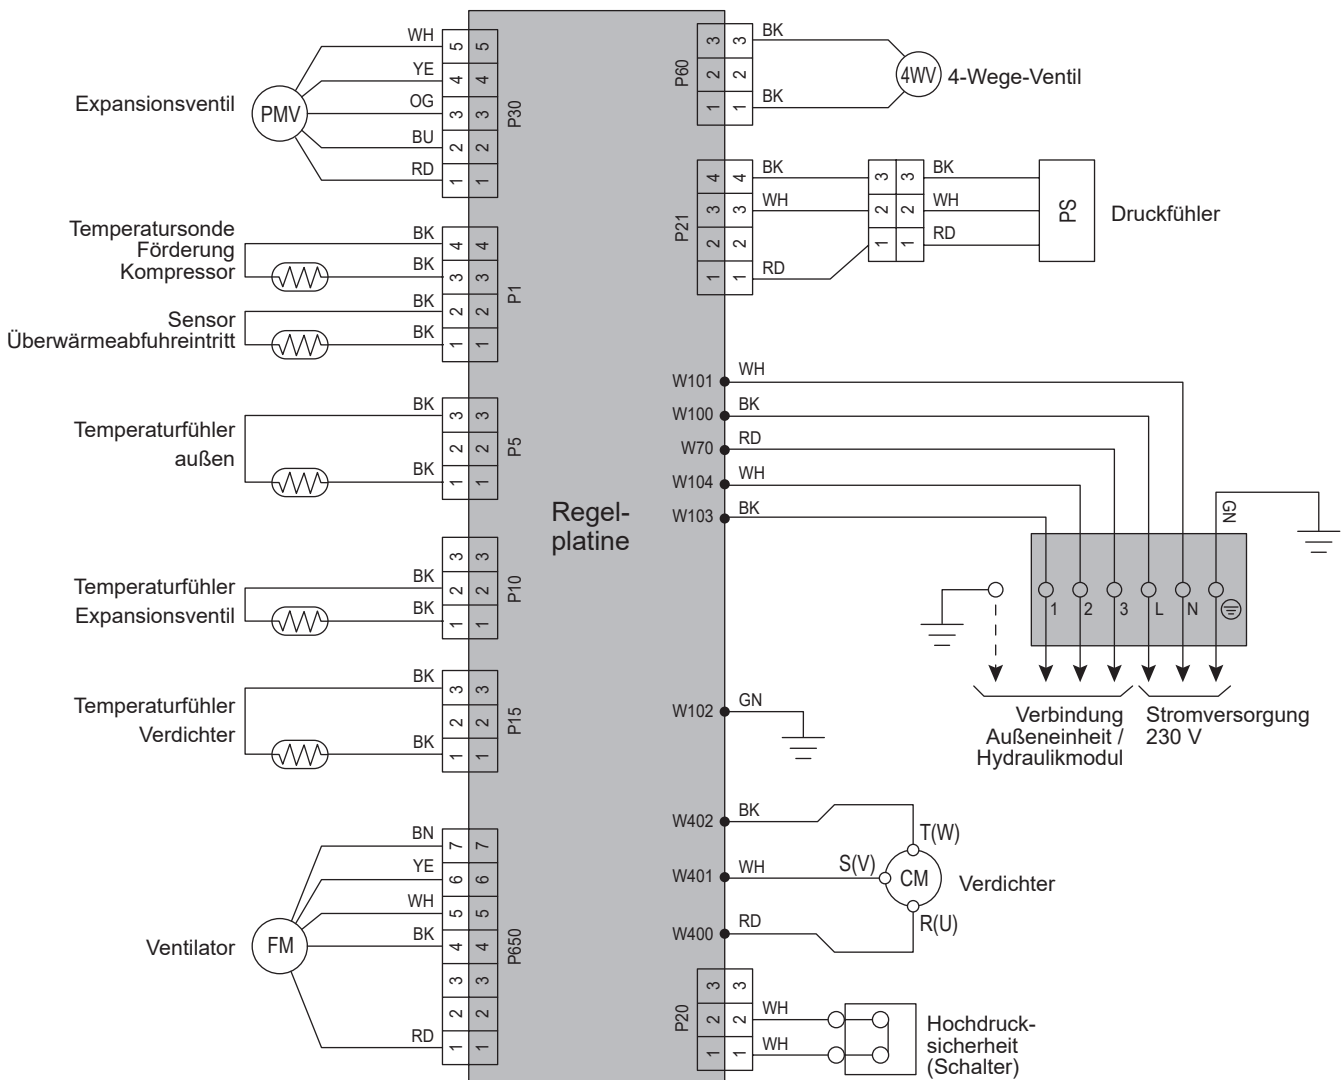 Expansionsventil
PMV
WH
YE
OG
BU
RD
5 5
4 4
3 3
2 2
1 1
P30
Temperatursonde
Förderung
Kompressor
Sensor
Überwärmeabfuhreintritt
BK
BK
BK
BK
4 4
3 3
2 2
1 1
P1
Temperaturfühler
außen
BK
BK
3 3
2 2
1 1
P5
Temperaturfühler
Expansionsventil
BK
BK
3 3
2 2
1 1
P10
Temperaturfühler
Verdichter
BK
BK
3 3
2 2
1 1
P15
Ventilator
FM
BN
YE
WH
BK
RD
7 7
6 6
5 5
4 4
3 3
2 2
1 1
P650
Regel-
platine
P60
3 3
2 2
1 1
BK
BK
4WV
4-Wege-Ventil
P21
4 4
3 3
2 2
1 1
BK
WH
RD
3 3
2 2
1 1
BK
WH
RD
PS
Druckfühler
W101 WH
W100 BK
W70 RD
W104 WH
W103 BK
GN
1 2 3 L N
Verbindung
Außeneinheit /
Hydraulikmodul
Stromversorgung
230 V
W102 GN
W402 BK
W401 WH
W400 RD
T(W)
S(V)
R(U)
CM
Verdichter
P20
3 3
2 2
1 1
WH
WH
Hochdruck-
sicherheit
(Schalter)